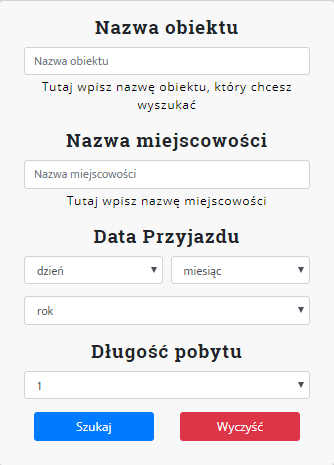 Nazwa obiektu
Nazwa obiektu
Tutaj wpisz nazwę obiektu, który chcesz
wyszukać
Nazwa miejscowości
Nazwa miejscowości
Tutaj wpisz nazwę miejscowości
Data Przyjazdu
dzień miesiąc
rok
Długość pobytu
1
Szukaj Wyczyść